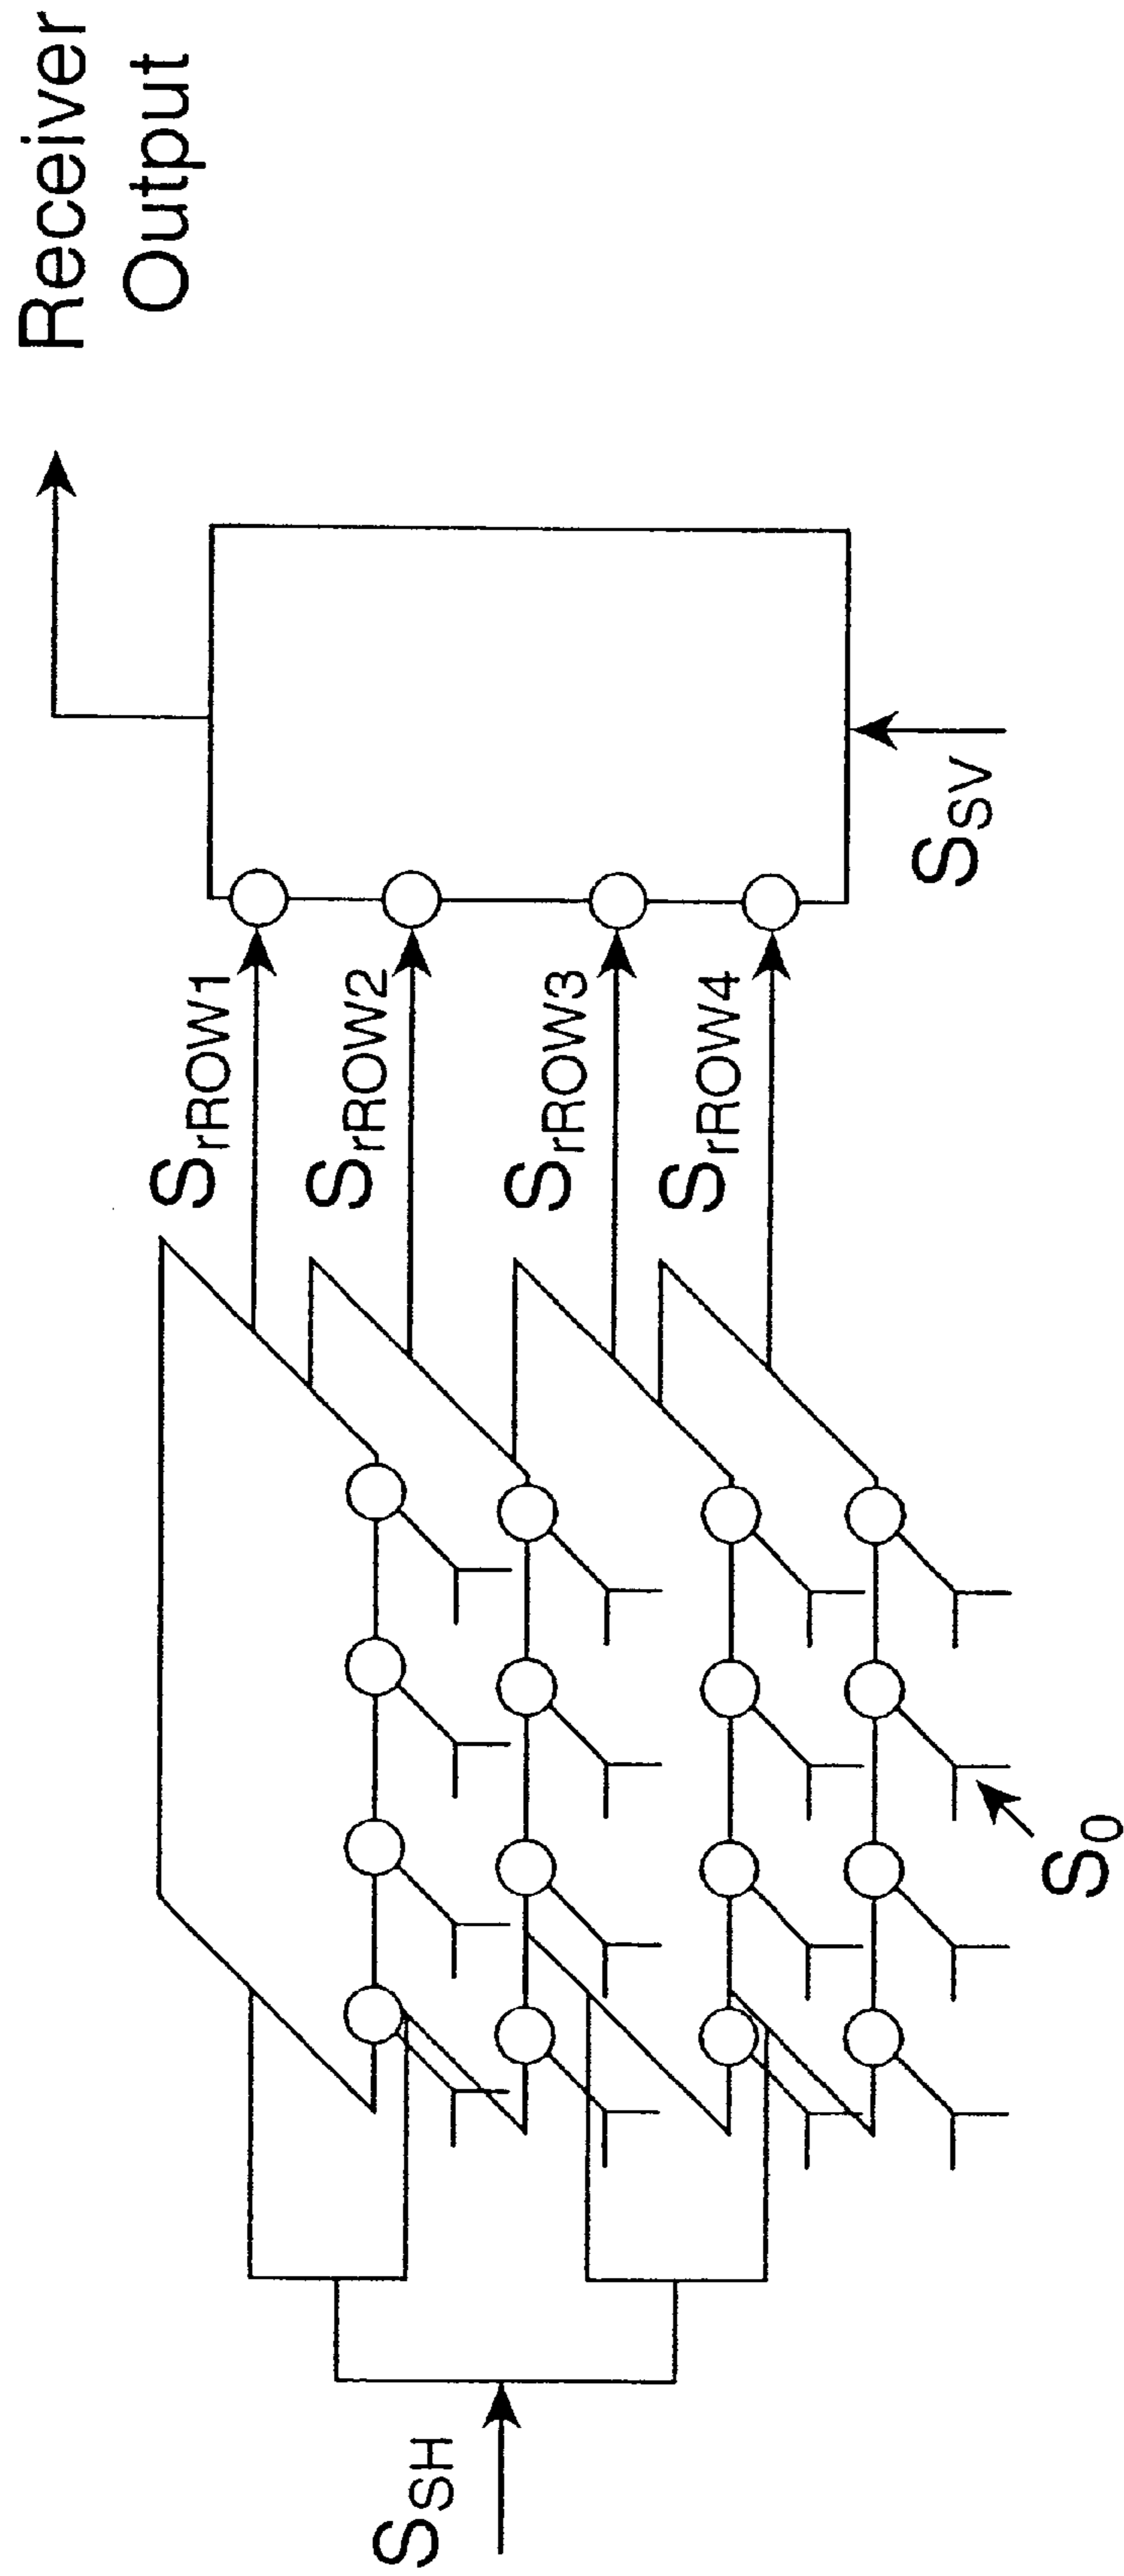 Receiver
Output
SrROW1
SrROW2
SrROW3
SrROW4
SSV
SSH
S0